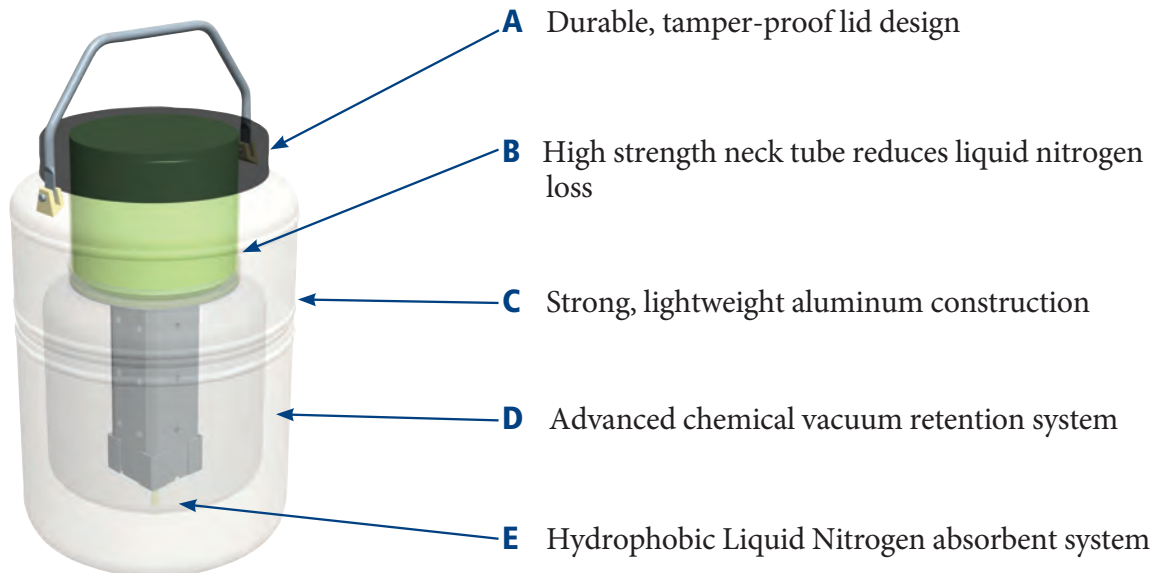 A Durable, tamper-proof lid design
B High strength neck tube reduces liquid nitrogen
loss
C Strong, lightweight aluminum construction
D Advanced chemical vacuum retention system
E Hydrophobic Liquid Nitrogen absorbent system